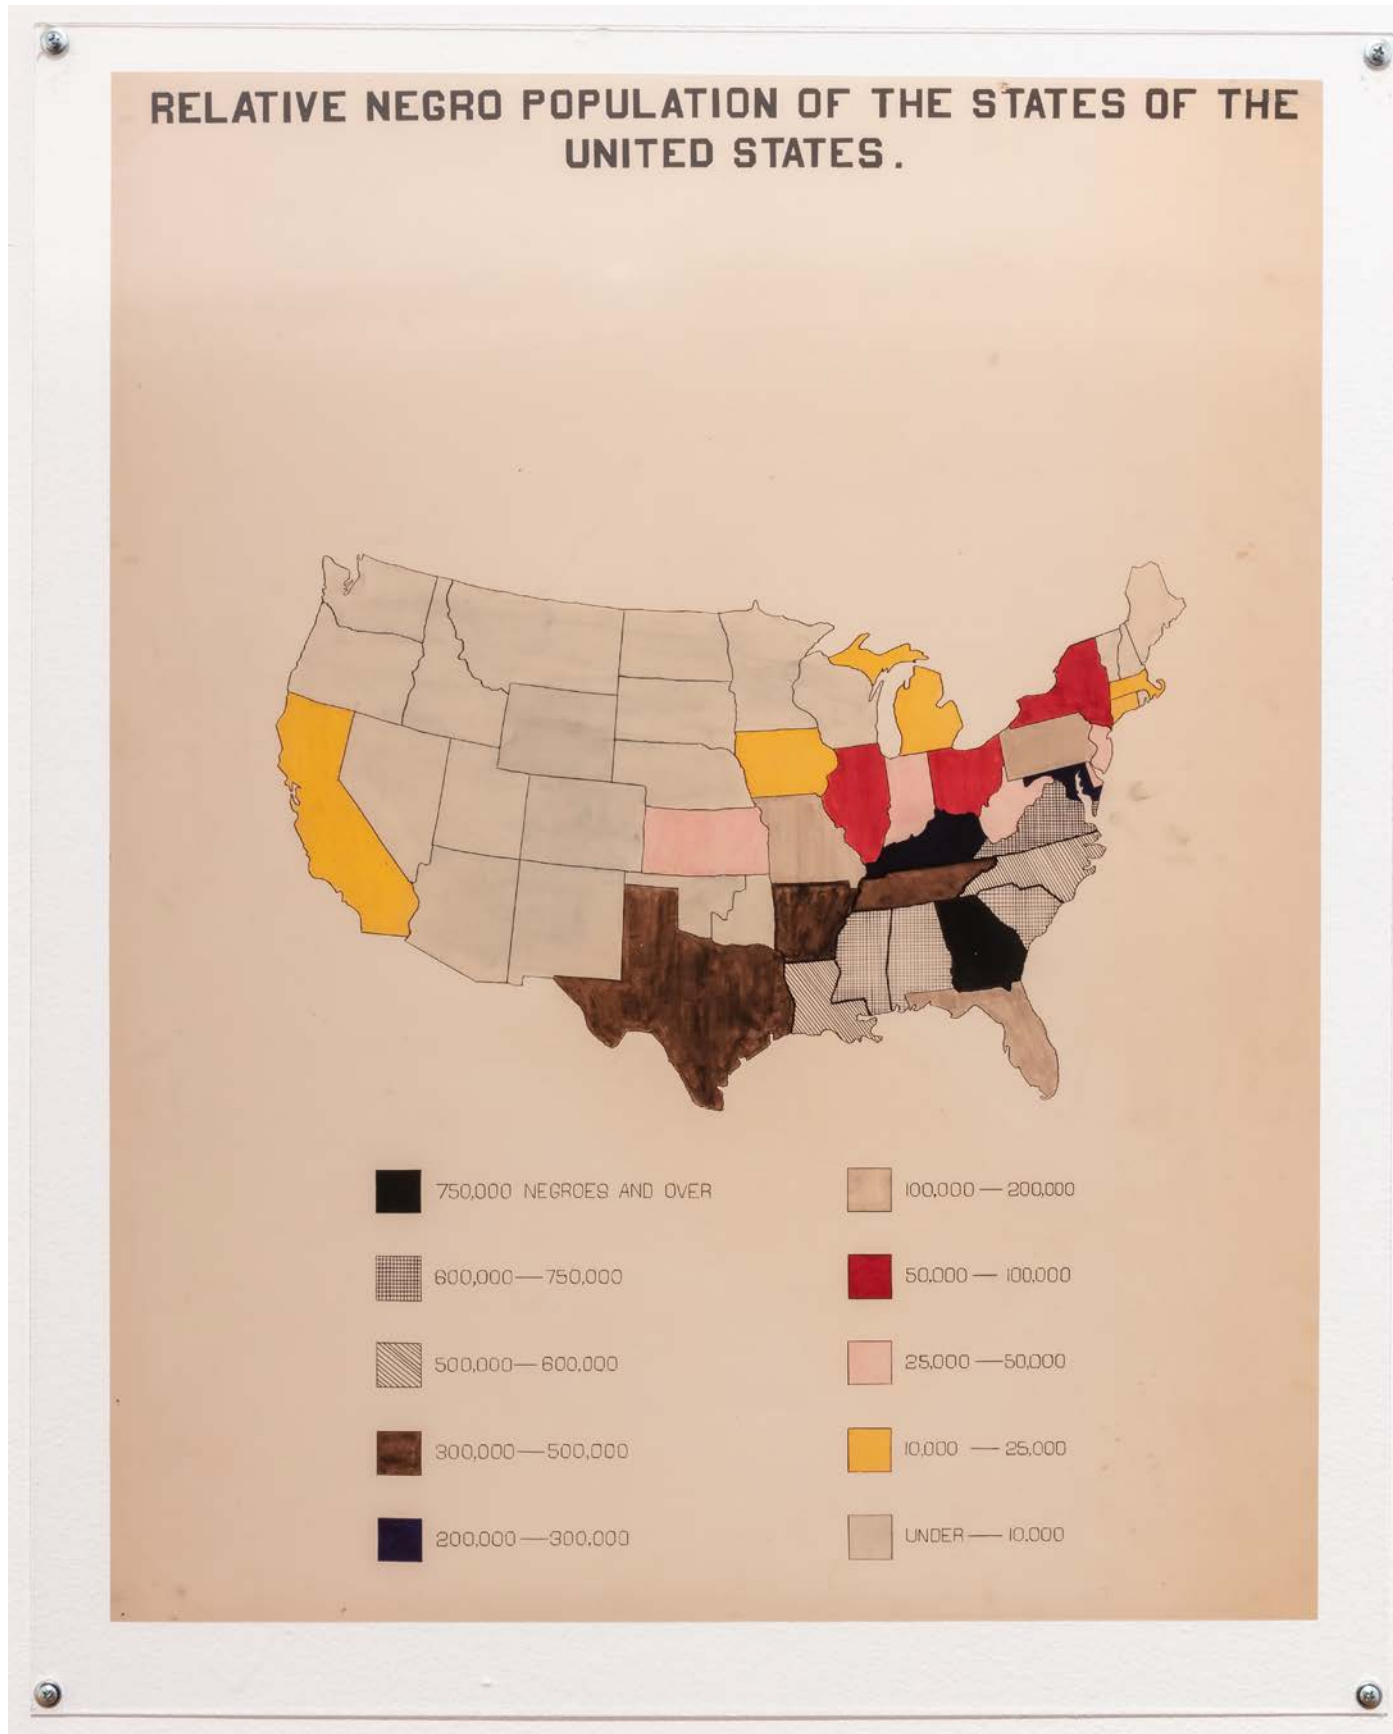 RELATIVE NEGRO POPULATION OF THE STATES OF THE
UNITED STATES.
750,000 NEGROES AND OVER
600,000—750,000
500,000—600,000
300,000—500,000
200,000—300,000
100,000—200,000
50,000—100,000
25,000—50,000
10,000—25,000
UNDER—10.000